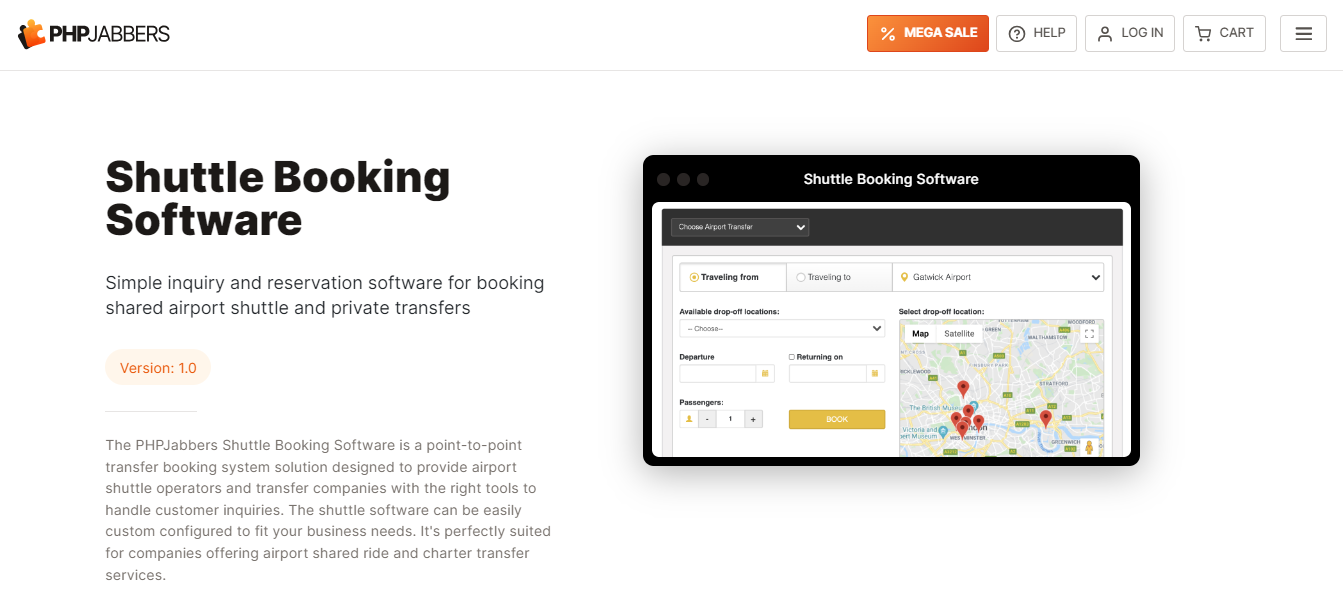 PHPJABBERS
MEGA SALE
HELP
LOG IN
CART
Shuttle Booking
Software
Simple inquiry and reservation software for booking
shared airport shuttle and private transfers
Version: 1.0
The PHPJabbers Shuttle Booking Software is a point-to-point
transfer booking system solution designed to provide airport
shuttle operators and transfer companies with the right tools to
handle customer inquiries. The shuttle software can be easily
custom configured to fit your business needs. It's perfectly suited
for companies offering airport shared ride and charter transfer
services.
Shuttle Booking Software
Choose Airport Transfer
Traveling from
Traveling to
Gatwick Airport
Available drop-off locations:
-- Choose--
Departure
Returning on
Passengers:
-
1
+
BOOK
Select drop-off location:
Map
Satellite
WOODFORD
GREEN
WALTHAMSTOW
FINSBURY PARK
RICKLEWOOD
STRATFORD
The British Museum
Victoria and
bert Museum
WESTMINSTER
GREENWICH